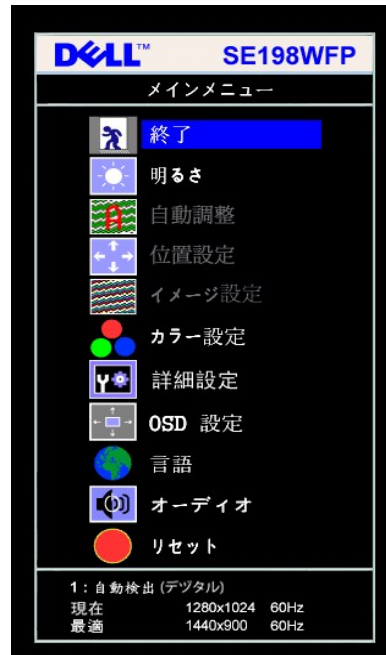 DELL™ SE198WFP
メインメニュー
終了
明るさ
自動調整
位置設定
イメージ設定
カラー設定
詳細設定
OSD 設定
言語
オーディオ
リセット
1:自動検出(デヅタル)
現在 1280x1024 60Hz
最適 1440x900 60Hz